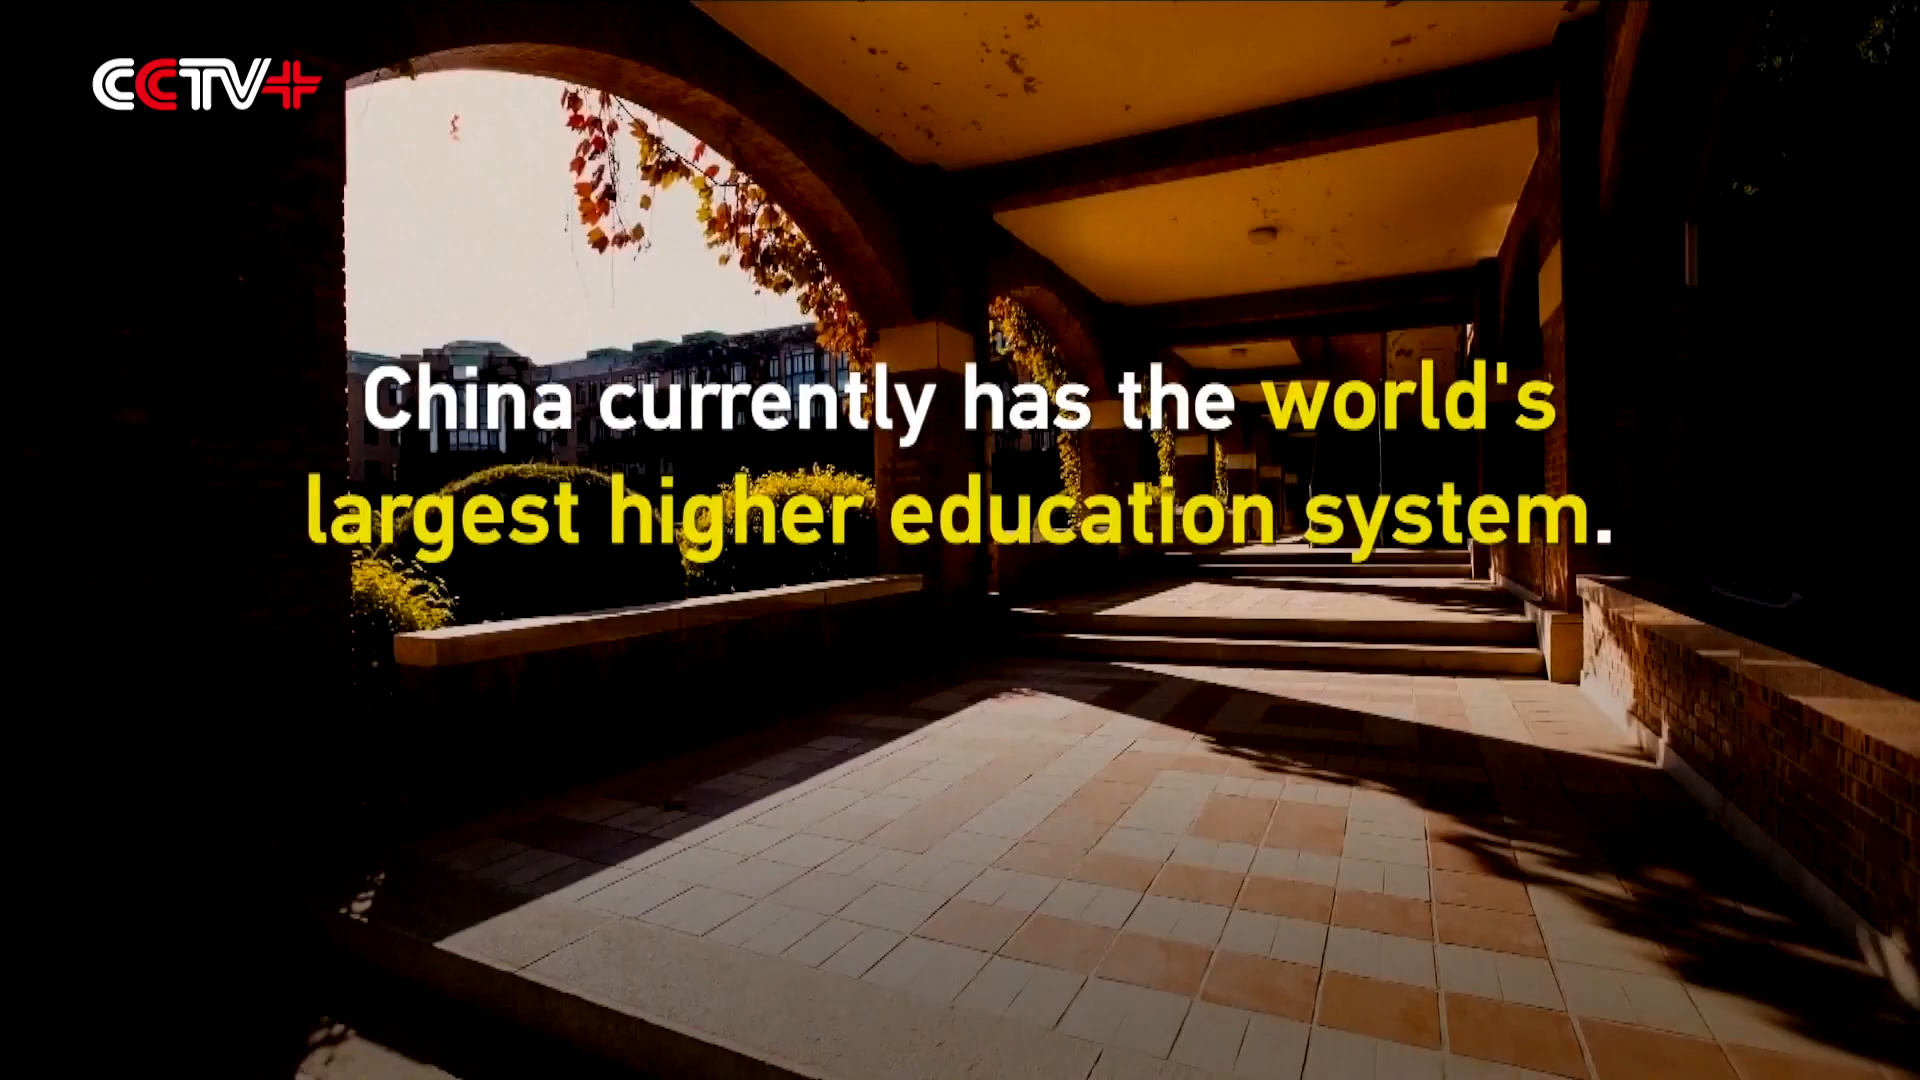 CCTV+
China currently has the world's
largest higher education system.